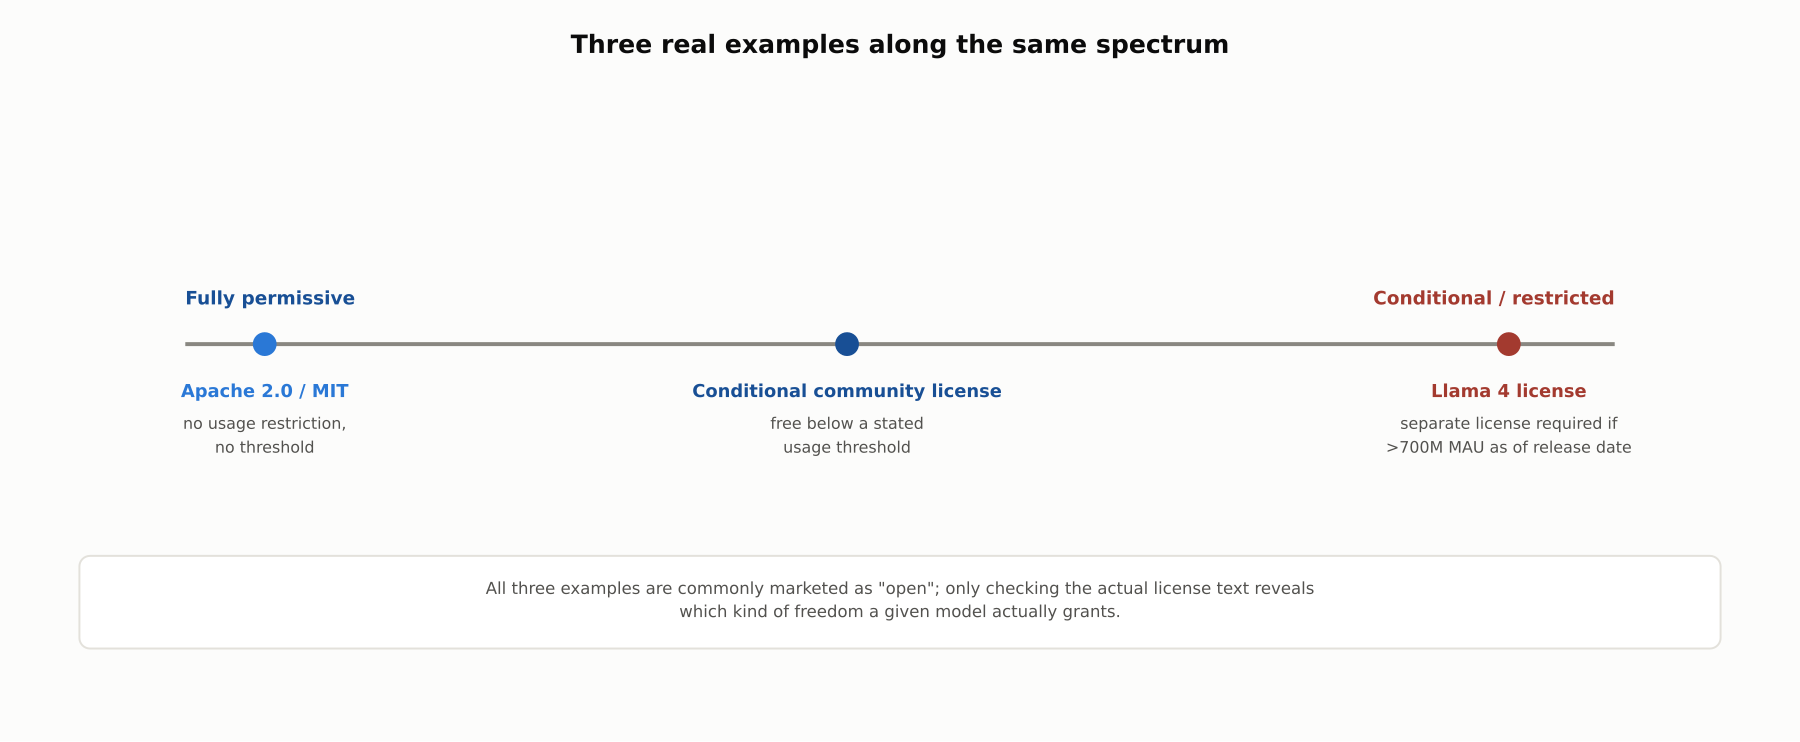 Three real examples along the same spectrum
Fully permissive
Conditional / restricted
Apache 2.0 / MIT
no usage restriction,
no threshold
Conditional community license
free below a stated
usage threshold
Llama 4 license
separate license required if
>700M MAU as of release date
All three examples are commonly marketed as "open"; only checking the actual license text reveals
which kind of freedom a given model actually grants.